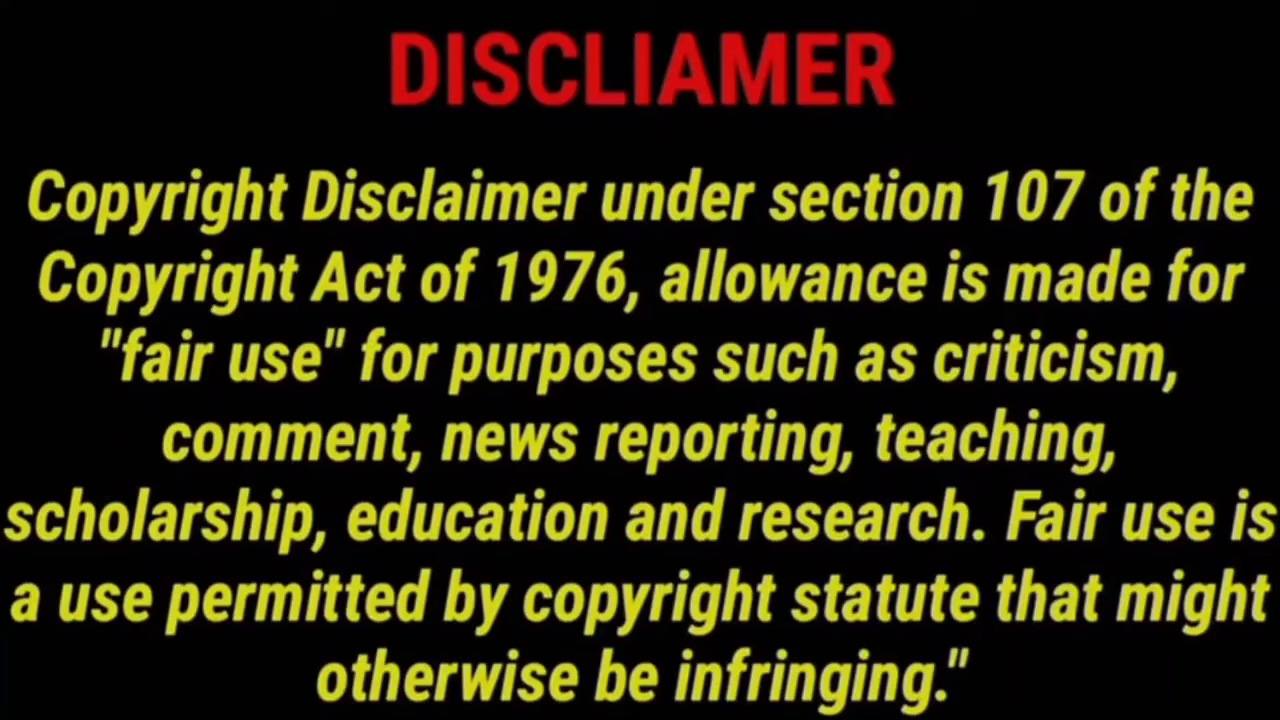 DISCLIAMER
Copyright Disclaimer under section 107 of the
Copyright Act of 1976, allowance is made for
"fair use" for purposes such as criticism,
comment, news reporting, teaching,
scholarship, education and research. Fair use is
a use permitted by copyright statute that might
otherwise be infringing."